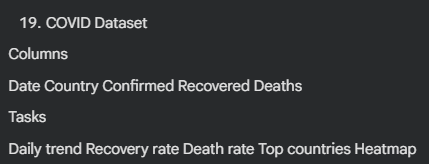 19. COVID Dataset
Columns
Date Country Confirmed Recovered Deaths
Tasks
Daily trend Recovery rate Death rate Top countries Heatmap